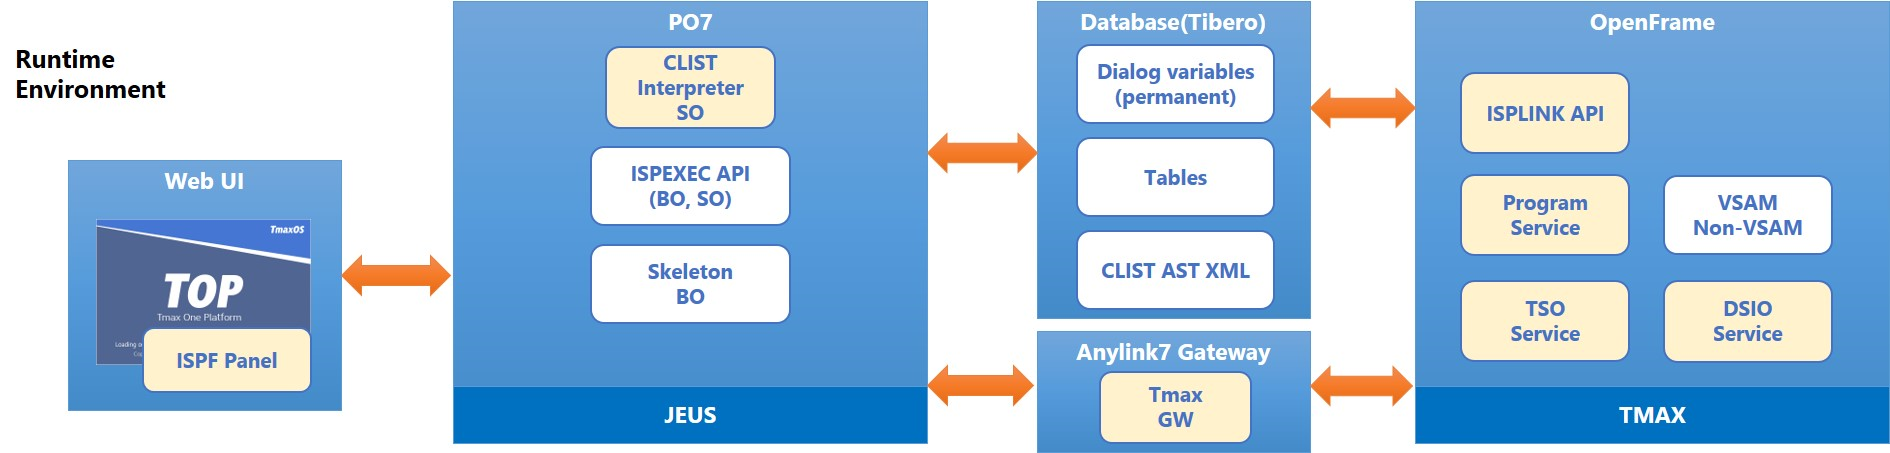 Runtime
Environment
Web UI
TmaxOS
TOP
Tmax One Platform
Loading
ISPF Panel
PO7
CLIST
Interpreter
SO
ISPEXEC API
(BO, SO)
Skeleton
BO
JEUS
Database(Tibero)
Dialog variables
(permanent)
Tables
CLIST AST XML
Anylink7 Gateway
Tmax
GW
OpenFrame
ISPLINK API
Program
Service
VSAM
Non-VSAM
TSO
Service
DSIO
Service
TMAX